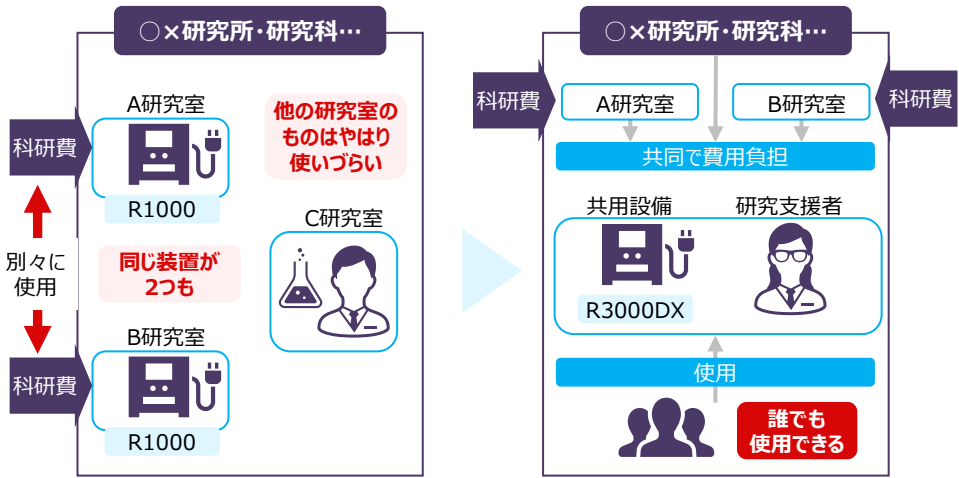 ○×研究所・研究科…
A研究室
科研費
R1000
他の研究室の
ものはやはり
使いづらい
C研究室
別々に
使用
同じ装置が
2つも
B研究室
科研費
R1000
○×研究所・研究科…
科研費
A研究室
B研究室
科研費
共同で費用負担
共用設備
研究支援者
R3000DX
使用
誰でも
使用できる